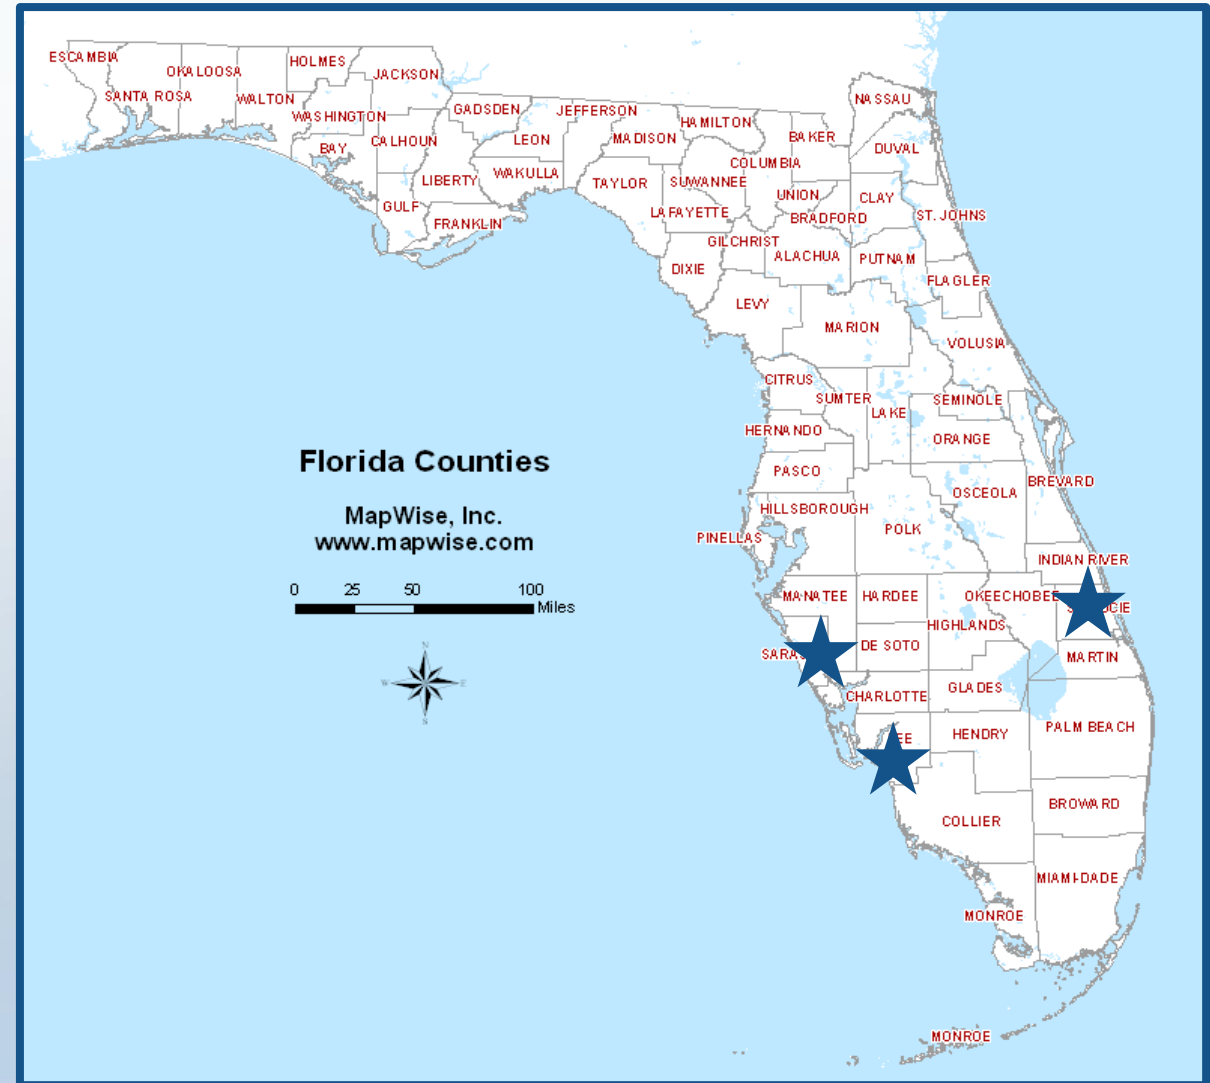 ESCAMBIA
OKALOOSA
HOLMES
JACKSON
SANTA ROSA
WALTON
WASHINGTON
GADSDEN
JEFFERSON
HAMILTON
NASSAU
BAY
CALHOUN
LEON
MADISON
BAKER
DUVAL
COLUMBIA
LIBERTY
WAKULLA
TAYLOR
SUWANNEE
UNION
CLAY
GULF
FRANKLIN
LAFAYETTE
BRADFORD
ST. JOHNS
GILCHRIST
ALACHUA
PUTNAM
DIXIE
FLAGLER
LEVY
MARION
VOLUSIA
CITRUS
SUMTER
LAKE
SEMINOLE
HERNANDO
ORANGE
Florida Counties
PASCO
BREVARD
OSCEOLA
MapWise, Inc.
HILLSBOROUGH
POLK
www.mapwise.com
PINELLAS
INDIAN RIVER
0 25 50 100
Miles
MANATEE
HARDEE
OKEECHOBEE
HIGHLANDS
DE SOTO
MARTIN
N
W E
S
CHARLOTTE
GLADES
HENDRY
PALM BEACH
BROWARD
COLLIER
MIAMI-DADE
MONROE
MONROE